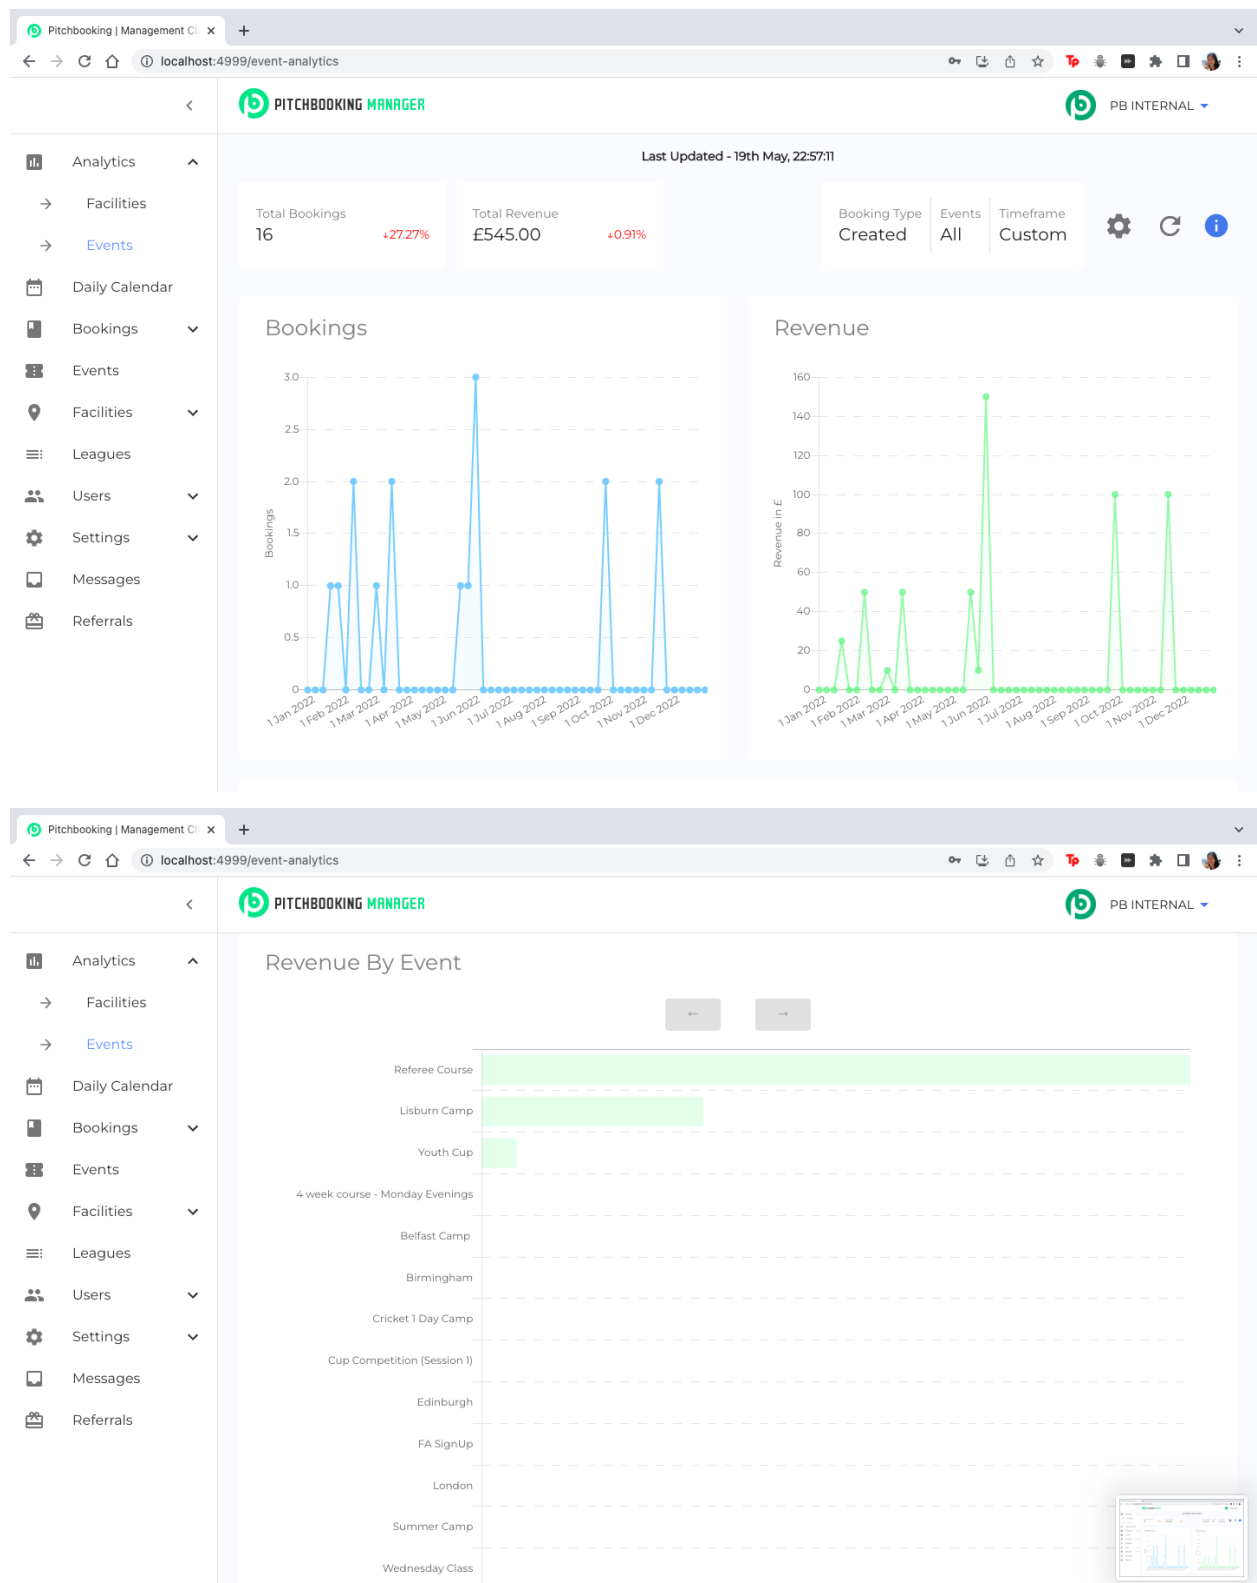 Pitchbooking | Management Cli
localhost:4999/event-analytics
PITCHBOOKING MANAGER
PB INTERNAL
Analytics
Facilities
Events
Daily Calendar
Bookings
Events
Facilities
Leagues
Users
Settings
Messages
Referrals
Last Updated - 19th May, 22:57:11
Total Bookings
16 ↓27.27%
Total Revenue
£545.00 ↓0.91%
Booking Type Events Timeframe
Created All Custom
Bookings
3.0
2.5
2.0
1.5
1.0
0.5
0
Bookings
1 Jan 2022 1 Feb 2022 1 Mar 2022 1 Apr 2022 1 May 2022 1 Jun 2022 1 Jul 2022 1 Aug 2022 1 Sep 2022 1 Oct 2022 1 Nov 2022 1 Dec 2022
Revenue
160
140
120
100
80
60
40
20
0
Revenue in £
1 Jan 2022 1 Feb 2022 1 Mar 2022 1 Apr 2022 1 May 2022 1 Jun 2022 1 Jul 2022 1 Aug 2022 1 Sep 2022 1 Oct 2022 1 Nov 2022 1 Dec 2022
Pitchbooking | Management Cli
localhost:4999/event-analytics
PITCHBOOKING MANAGER
PB INTERNAL
Analytics
Facilities
Events
Daily Calendar
Bookings
Events
Facilities
Leagues
Users
Settings
Messages
Referrals
Revenue By Event
← →
Referee Course
Lisburn Camp
Youth Cup
4 week course - Monday Evenings
Belfast Camp
Birmingham
Cricket 1 Day Camp
Cup Competition (Session 1)
Edinburgh
FA SignUp
London
Summer Camp
Wednesday Class